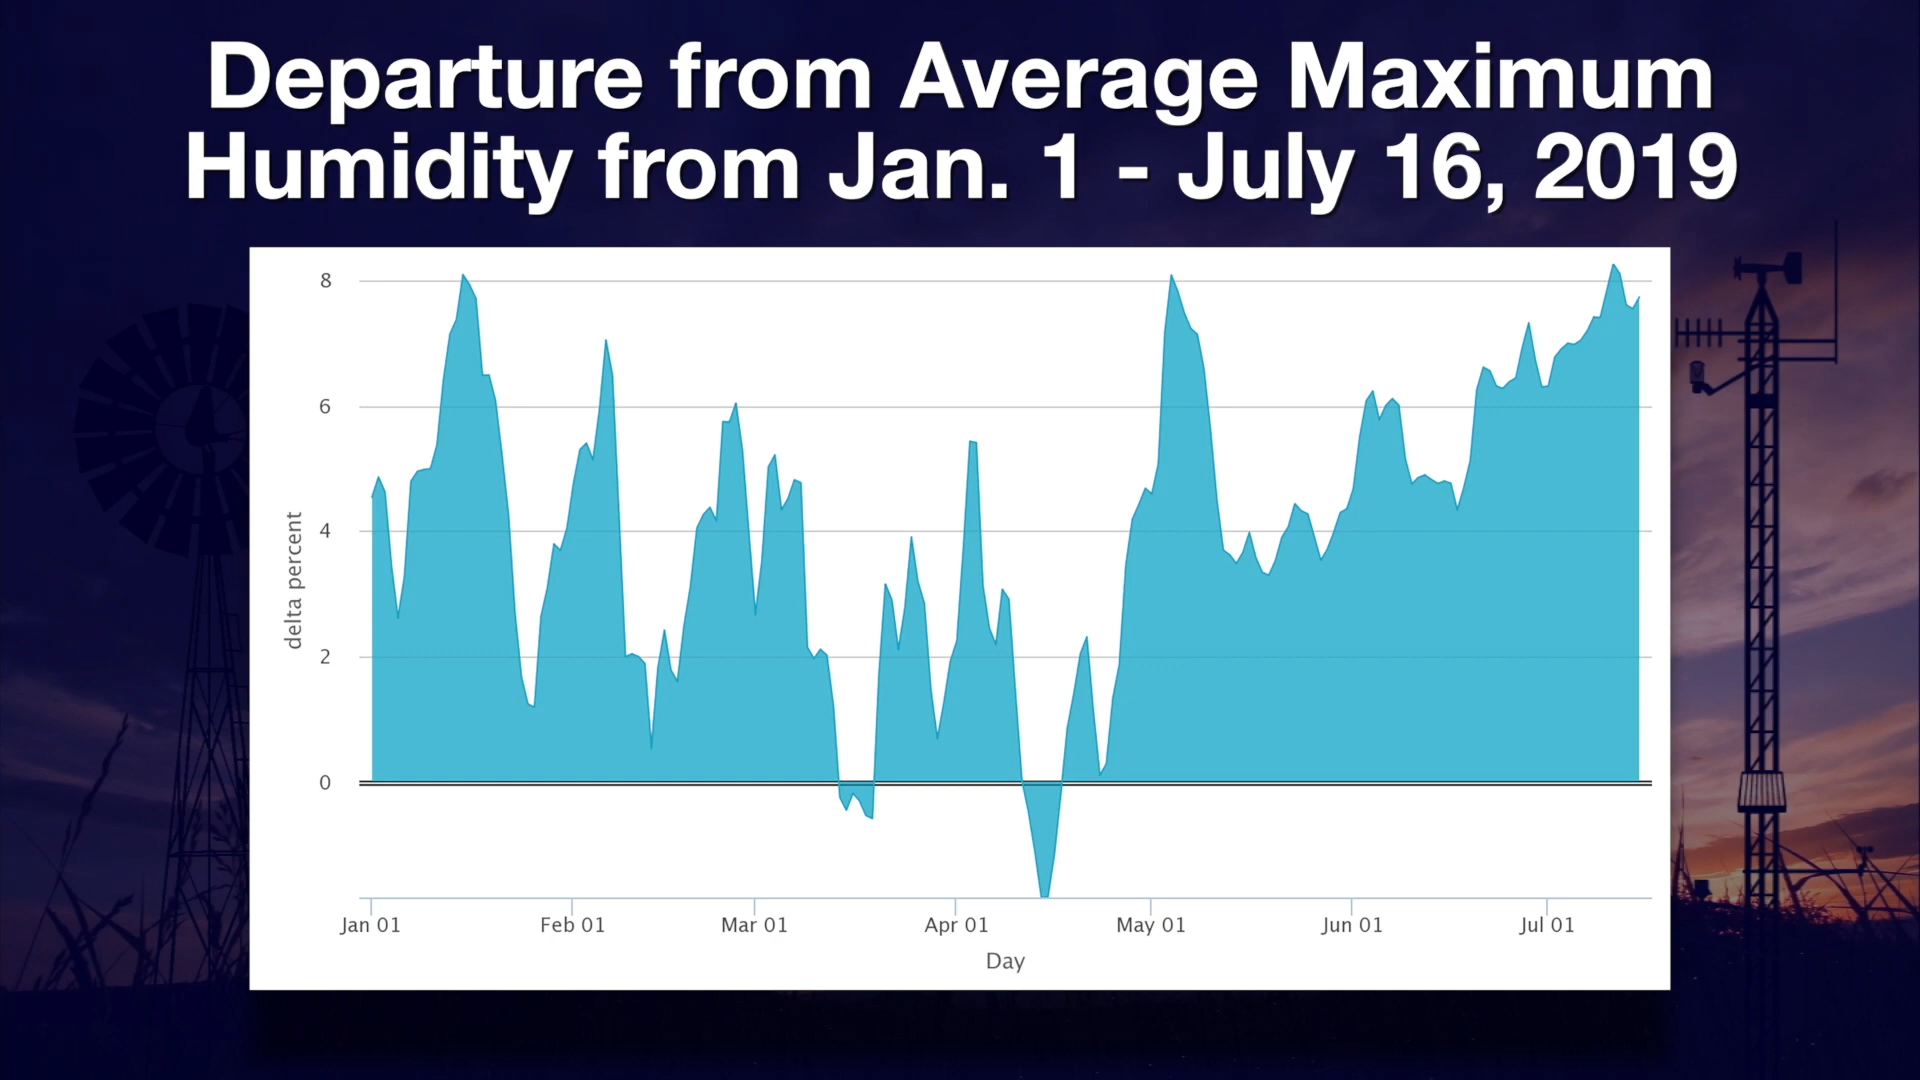 Departure from Average Maximum
Humidity from Jan. 1 - July 16, 2019
8
6
4
2
0
delta percent
Jan 01 Feb 01 Mar 01 Apr 01 May 01 Jun 01 Jul 01
Day